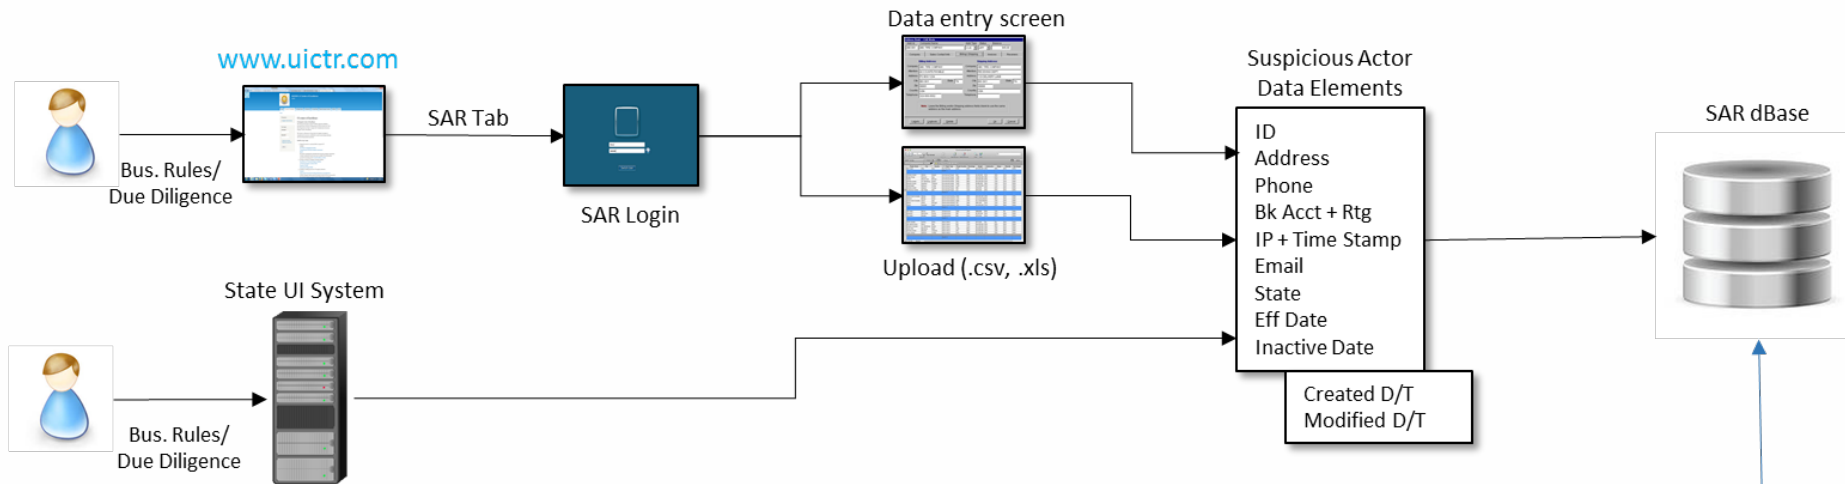 Data entry screen
www.uictr.com
Suspicious Actor
Data Elements
SAR dBase
SAR Tab
Bus. Rules/
Due Diligence
SAR Login
ID
Address
Phone
Bk Acct + Rtg
IP + Time Stamp
Email
State
Eff Date
Inactive Date
Upload (.csv, .xls)
State UI System
Created D/T
Modified D/T
Bus. Rules/
Due Diligence